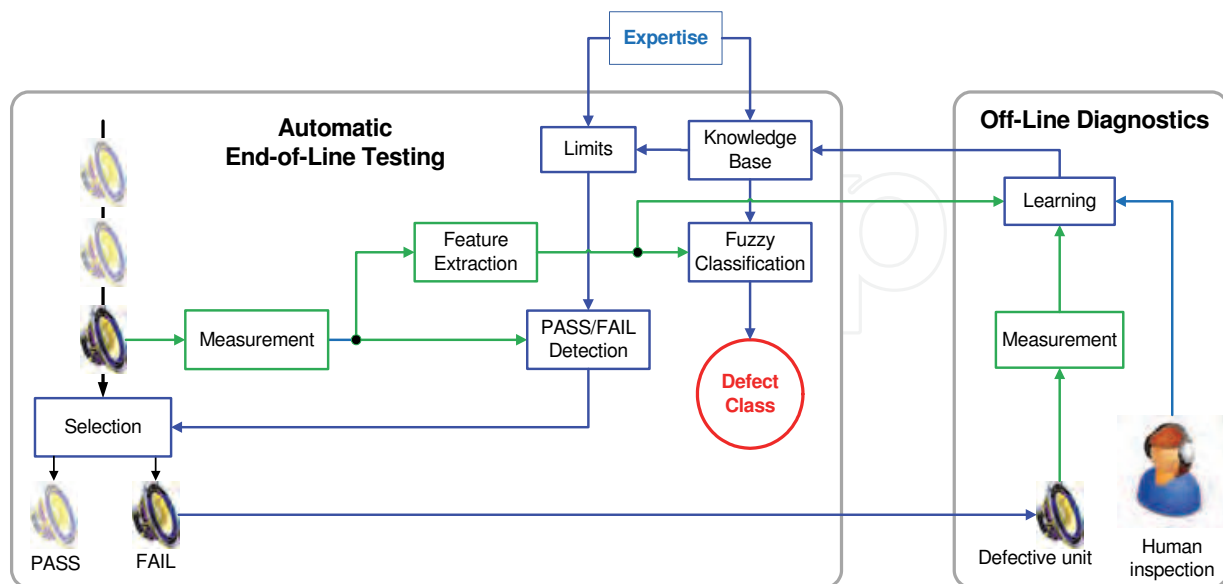 Expertise
Automatic
End-of-Line Testing
Off-Line Diagnostics
Limits
Knowledge
Base
Learning
Feature
Extraction
Fuzzy
Classification
Measurement
PASS/FAIL
Detection
Measurement
Defect
Class
Selection
PASS
FAIL
Defective unit
Human
inspection